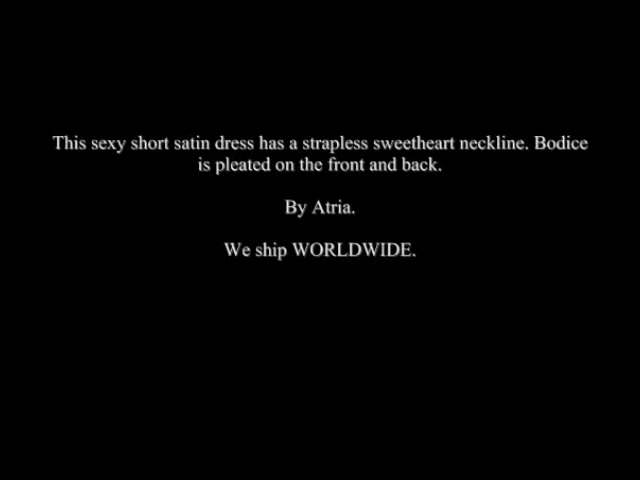 This sexy short satin dress has a strapless sweetheart neckline. Bodice
is pleated on the front and back.
By Atria.
We ship WORLDWIDE.